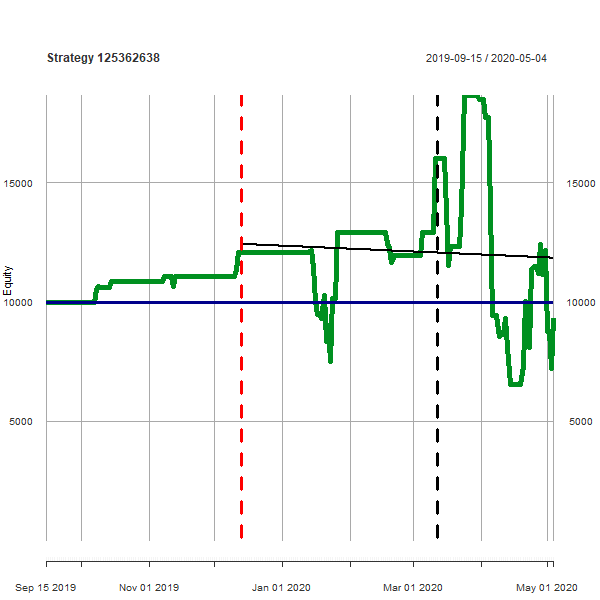 Strategy 125362638
2019-09-15 / 2020-05-04
15000
15000
Equity
10000
10000
5000
5000
Sep 15 2019
Nov 01 2019
Jan 01 2020
Mar 01 2020
May 01 2020